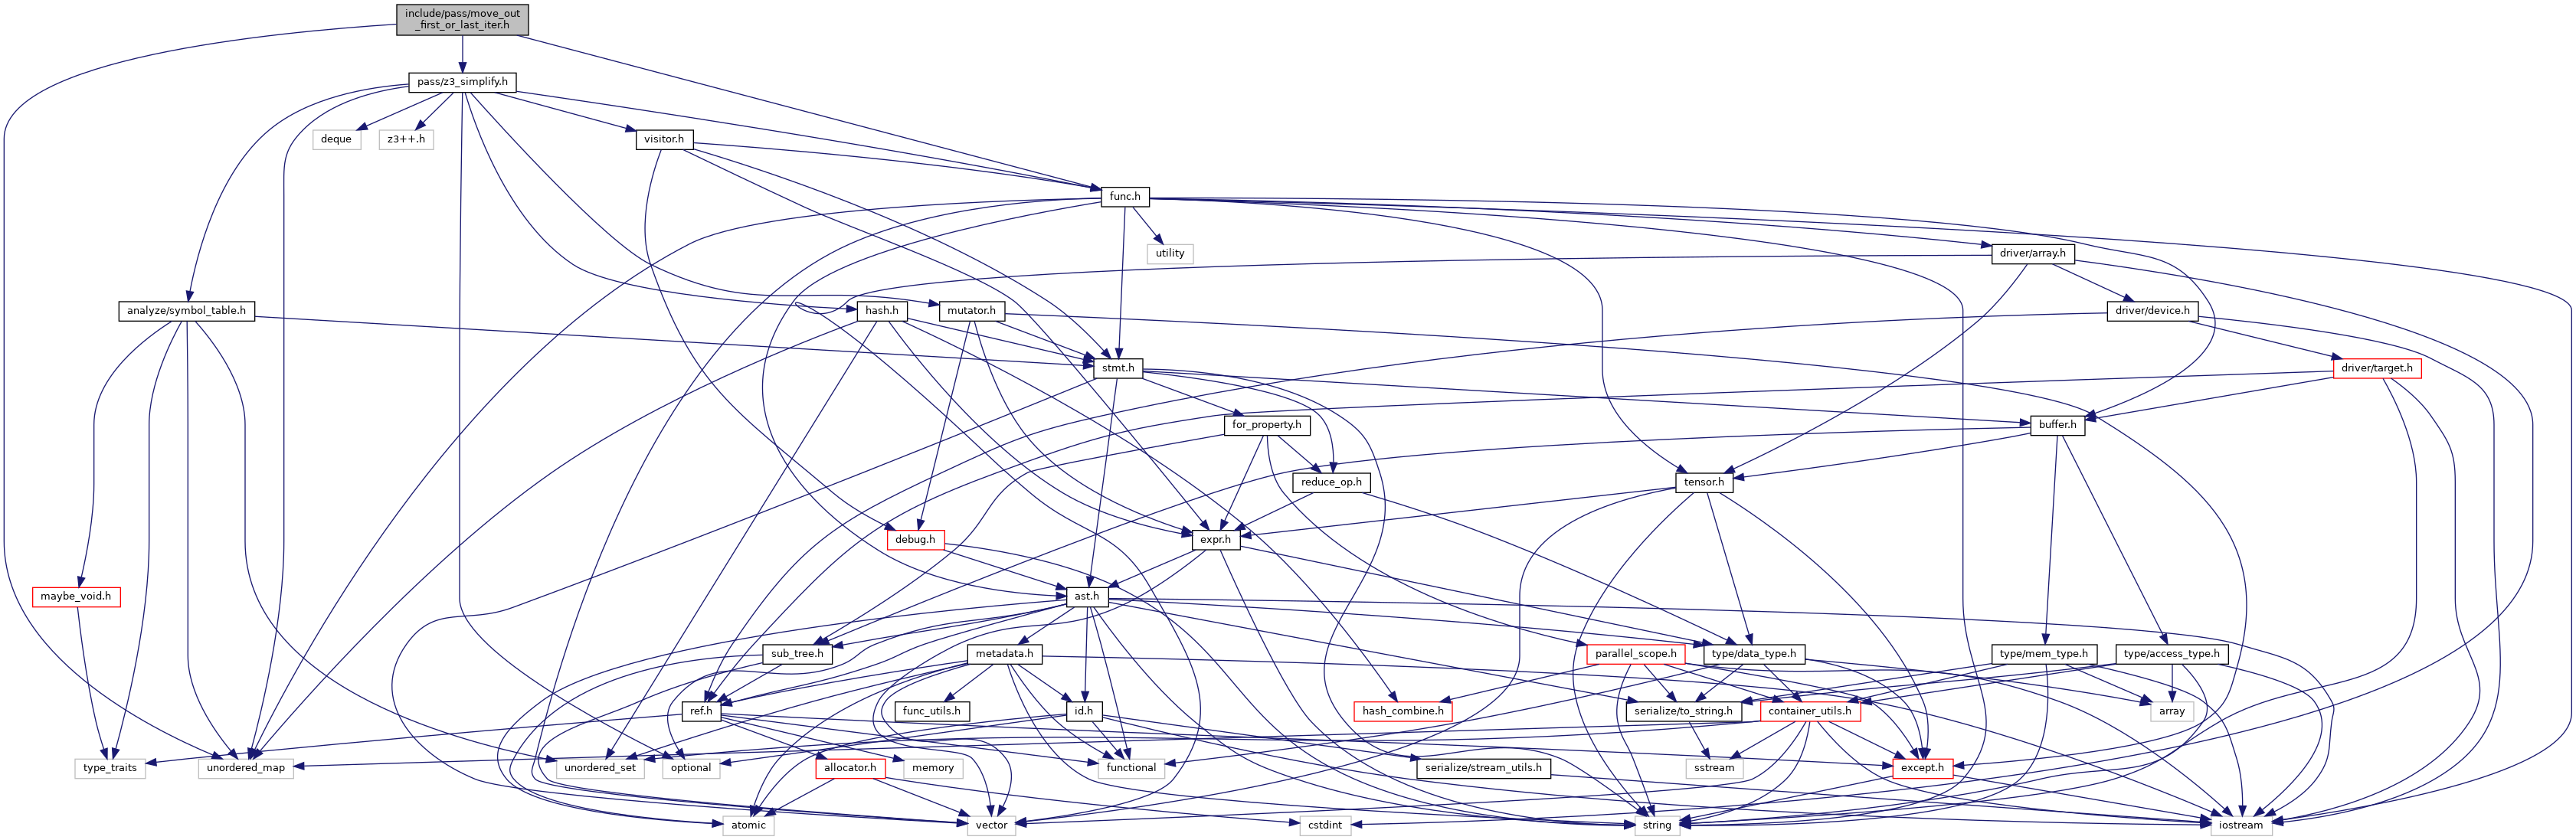 include/pass/move_out
_first_or_last_iter.h
pass/z3_simplify.h
deque
z3++.h
visitor.h
func.h
utility
driver/array.h
analyze/symbol_table.h
hash.h
mutator.h
driver/device.h
stmt.h
driver/target.h
for_property.h
buffer.h
reduce_op.h
tensor.h
debug.h
expr.h
maybe_void.h
ast.h
sub_tree.h
metadata.h
parallel_scope.h
type/data_type.h
type/mem_type.h
type/access_type.h
ref.h
func_utils.h
id.h
hash_combine.h
serialize/to_string.h
container_utils.h
array
type_traits
unordered_map
unordered_set
optional
allocator.h
memory
functional
serialize/stream_utils.h
sstream
except.h
atomic
vector
cstdint
string
iostream